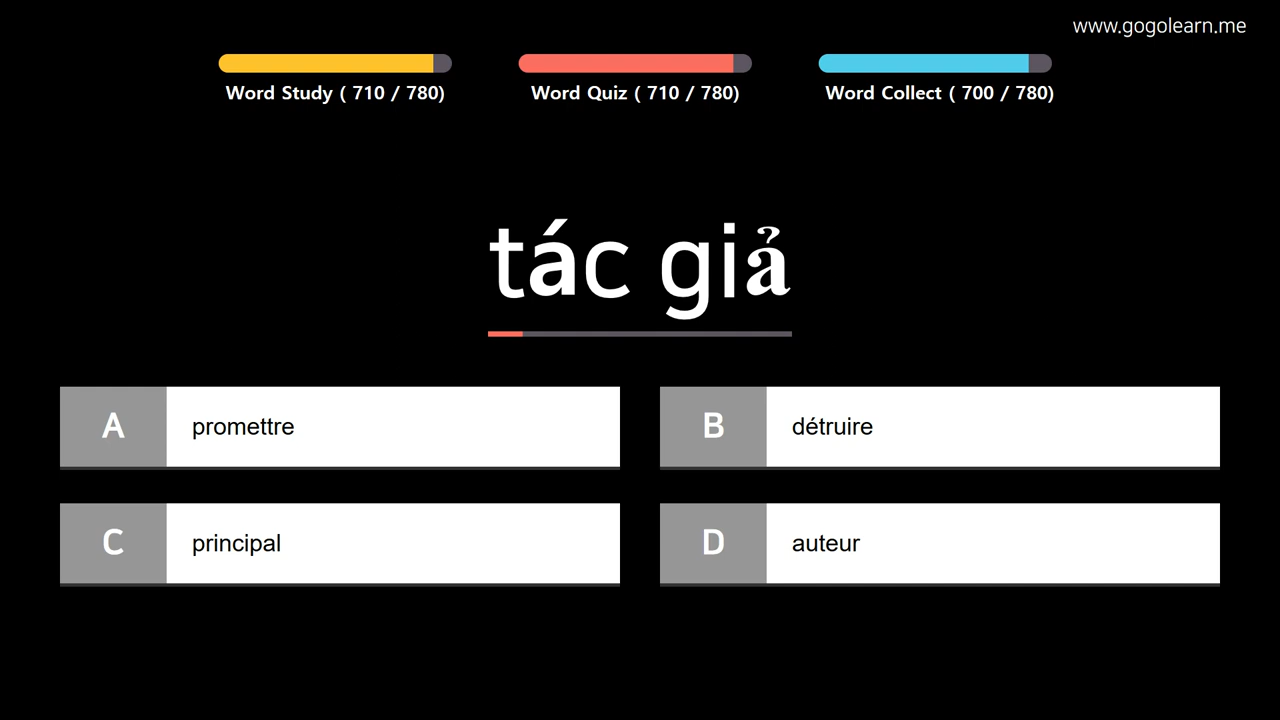 www.gogolearn.me
Word Study ( 710 / 780)
Word Quiz ( 710 / 780)
Word Collect ( 700 / 780)
tác giả
A promettre
B détruire
C principal
D auteur